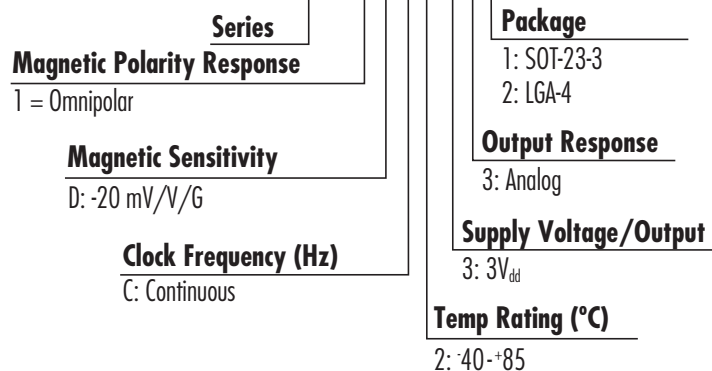 Series
Magnetic Polarity Response
1 = Omnipolar
Magnetic Sensitivity
D: -20 mV/V/G
Clock Frequency (Hz)
C: Continuous
Package
1: SOT-23-3
2: LGA-4
Output Response
3: Analog
Supply Voltage/Output
3: 3Vdd
Temp Rating (°C)
2: -40-+85